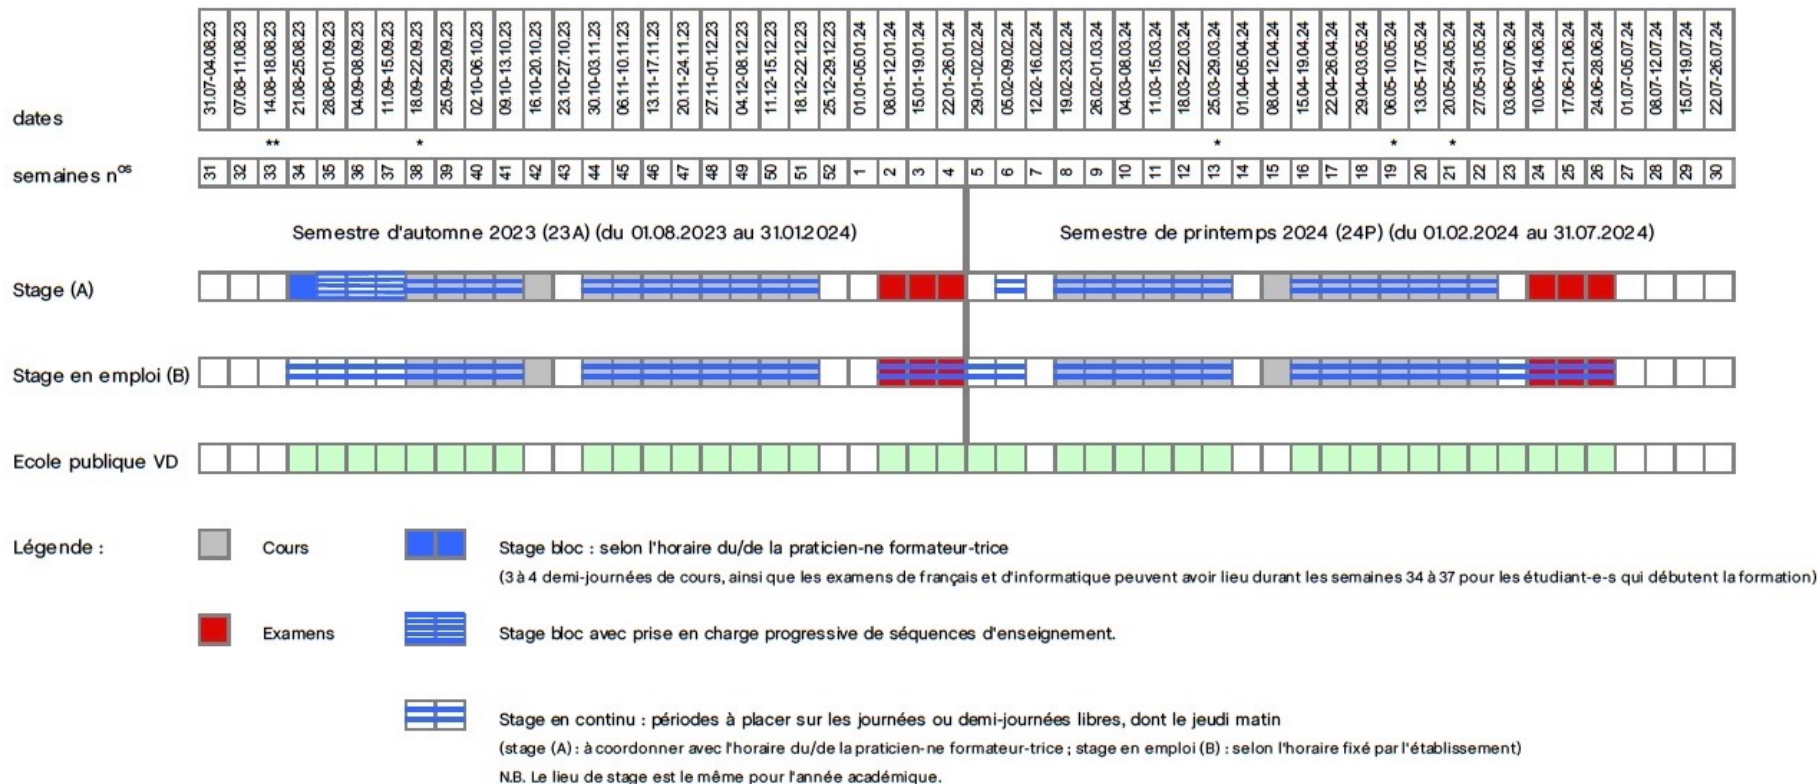 dates
31.07-04.08.23 07.08-11.08.23 14.08-18.08.23 21.08-25.08.23 28.08-01.09.23 04.09-08.09.23 11.09-15.09.23 18.09-22.09.23 25.09-29.09.23 02.10-06.10.23 09.10-13.10.23 16.10-20.10.23 23.10-27.10.23 30.10-03.11.23 06.11-10.11.23 13.11-17.11.23 20.11-24.11.23 27.11-01.12.23 04.12-08.12.23 11.12-15.12.23 18.12-22.12.23 25.12-29.12.23 01.01-05.01.24 08.01-12.01.24 15.01-19.01.24 22.01-26.01.24 29.01-02.02.24 05.02-09.02.24 12.02-16.02.24 19.02-23.02.24 26.02-01.03.24 04.03-08.03.24 11.03-15.03.24 18.03-22.03.24 25.03-29.03.24 01.04-05.04.24 08.04-12.04.24 15.04-19.04.24 22.04-26.04.24 29.04-03.05.24 06.05-10.05.24 13.05-17.05.24 20.05-24.05.24 27.05-31.05.24 03.06-07.06.24 10.06-14.06.24 17.06-21.06.24 24.06-28.06.24 01.07-05.07.24 08.07-12.07.24 15.07-19.07.24 22.07-26.07.24
** * * * *
semaines nos 31 32 33 34 35 36 37 38 39 40 41 42 43 44 45 46 47 48 49 50 51 52 1 2 3 4 5 6 7 8 9 10 11 12 13 14 15 16 17 18 19 20 21 22 23 24 25 26 27 28 29 30
Semestre d'automne 2023 (23A) (du 01.08.2023 au 31.01.2024) Semestre de printemps 2024 (24P) (du 01.02.2024 au 31.07.2024)
Stage (A)
Stage en emploi (B)
Ecole publique VD
Légende : Cours Stage bloc : selon l'horaire du/de la praticien-ne formateur-trice
(3 à 4 demi-journées de cours, ainsi que les examens de français et d'informatique peuvent avoir lieu durant les semaines 34 à 37 pour les étudiant-e-s qui débutent la formation)
Examens Stage bloc avec prise en charge progressive de séquences d'enseignement.
Stage en continu : périodes à placer sur les journées ou demi-journées libres, dont le jeudi matin
(stage (A) : à coordonner avec l'horaire du/de la praticien-ne formateur-trice ; stage en emploi (B) : selon l'horaire fixé par l'établissement)
N.B. Le lieu de stage est le même pour l'année académique.